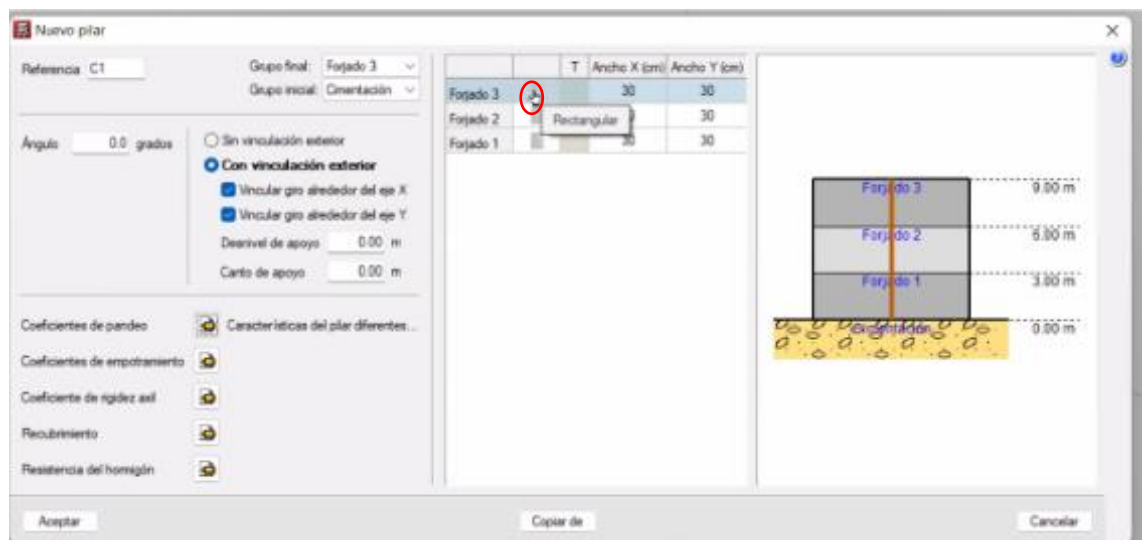 Nuevo pilar
Referencia C1
Grupo final: Forjado 3
Grupo inicial: Cimentación
Ángulo 0.0 grados
Sin vinculación exterior
Con vinculación exterior
Vincular giro alrededor del eje X
Vincular giro alrededor del eje Y
Desnivel de apoyo 0.00 m
Canto de apoyo 0.00 m
Coeficientes de pandeo
Características del pilar diferentes...
Coeficientes de empotramiento
Coeficiente de rigidez axil
Recubrimiento
Resistencia del hormigón
T Ancho X (cm) Ancho Y (cm)
Forjado 3 30 30
Forjado 2 30
Rectangular
Forjado 1 30 30
Forjado 3 9.00 m
Forjado 2 6.00 m
Forjado 1 3.00 m
Cimentación 0.00 m
Aceptar
Copiar de
Cancelar